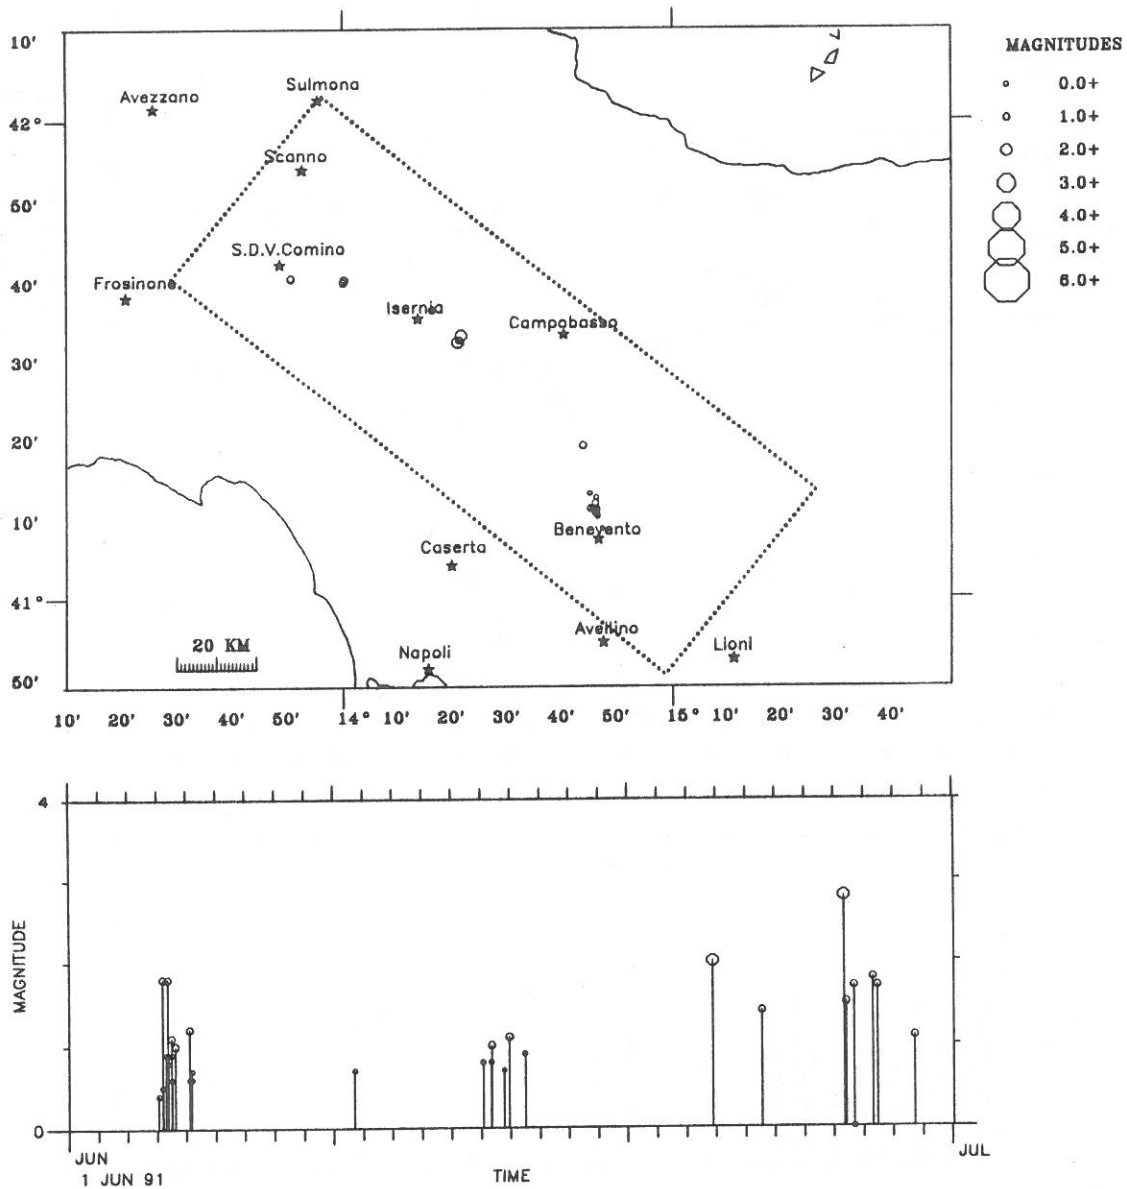 MAGNITUDES
0.0+
1.0+
2.0+
3.0+
4.0+
5.0+
6.0+
10'
42°
50'
40'
30'
20'
10'
41°
50'
Avezzano
Sulmona
Scanno
S.D.V.Comino
Frosinone
Isernia
Campobasso
Benevento
Caserta
Avellino
Napoli
Lioni
20 KM
10' 20' 30' 40' 50' 14° 10' 20' 30' 40' 50' 15° 10' 20' 30' 40'
4
MAGNITUDE
0
JUN
JUL
1 JUN 91
TIME